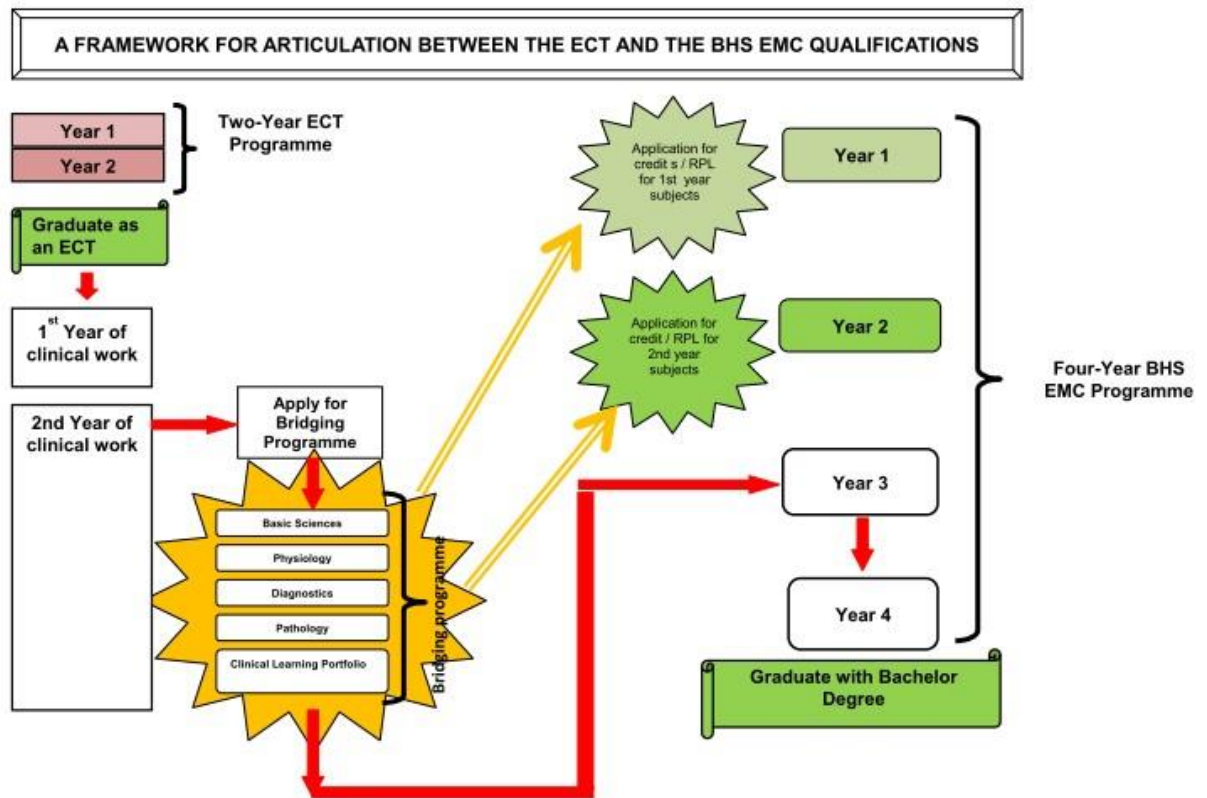 A FRAMEWORK FOR ARTICULATION BETWEEN THE ECT AND THE BHS EMC QUALIFICATIONS
Year 1
Year 2
Two-Year ECT
Programme
Graduate as
an ECT
1st Year of
clinical work
2nd Year of
clinical work
Apply for
Bridging
Programme
Basic Sciences
Physiology
Diagnostics
Pathology
Clinical Learning Portfolio
Bridging programme
Application for
credit s / RPL
for 1st year
subjects
Year 1
Application for
credit / RPL for
2nd year
subjects
Year 2
Year 3
Year 4
Four-Year BHS
EMC Programme
Graduate with Bachelor
Degree